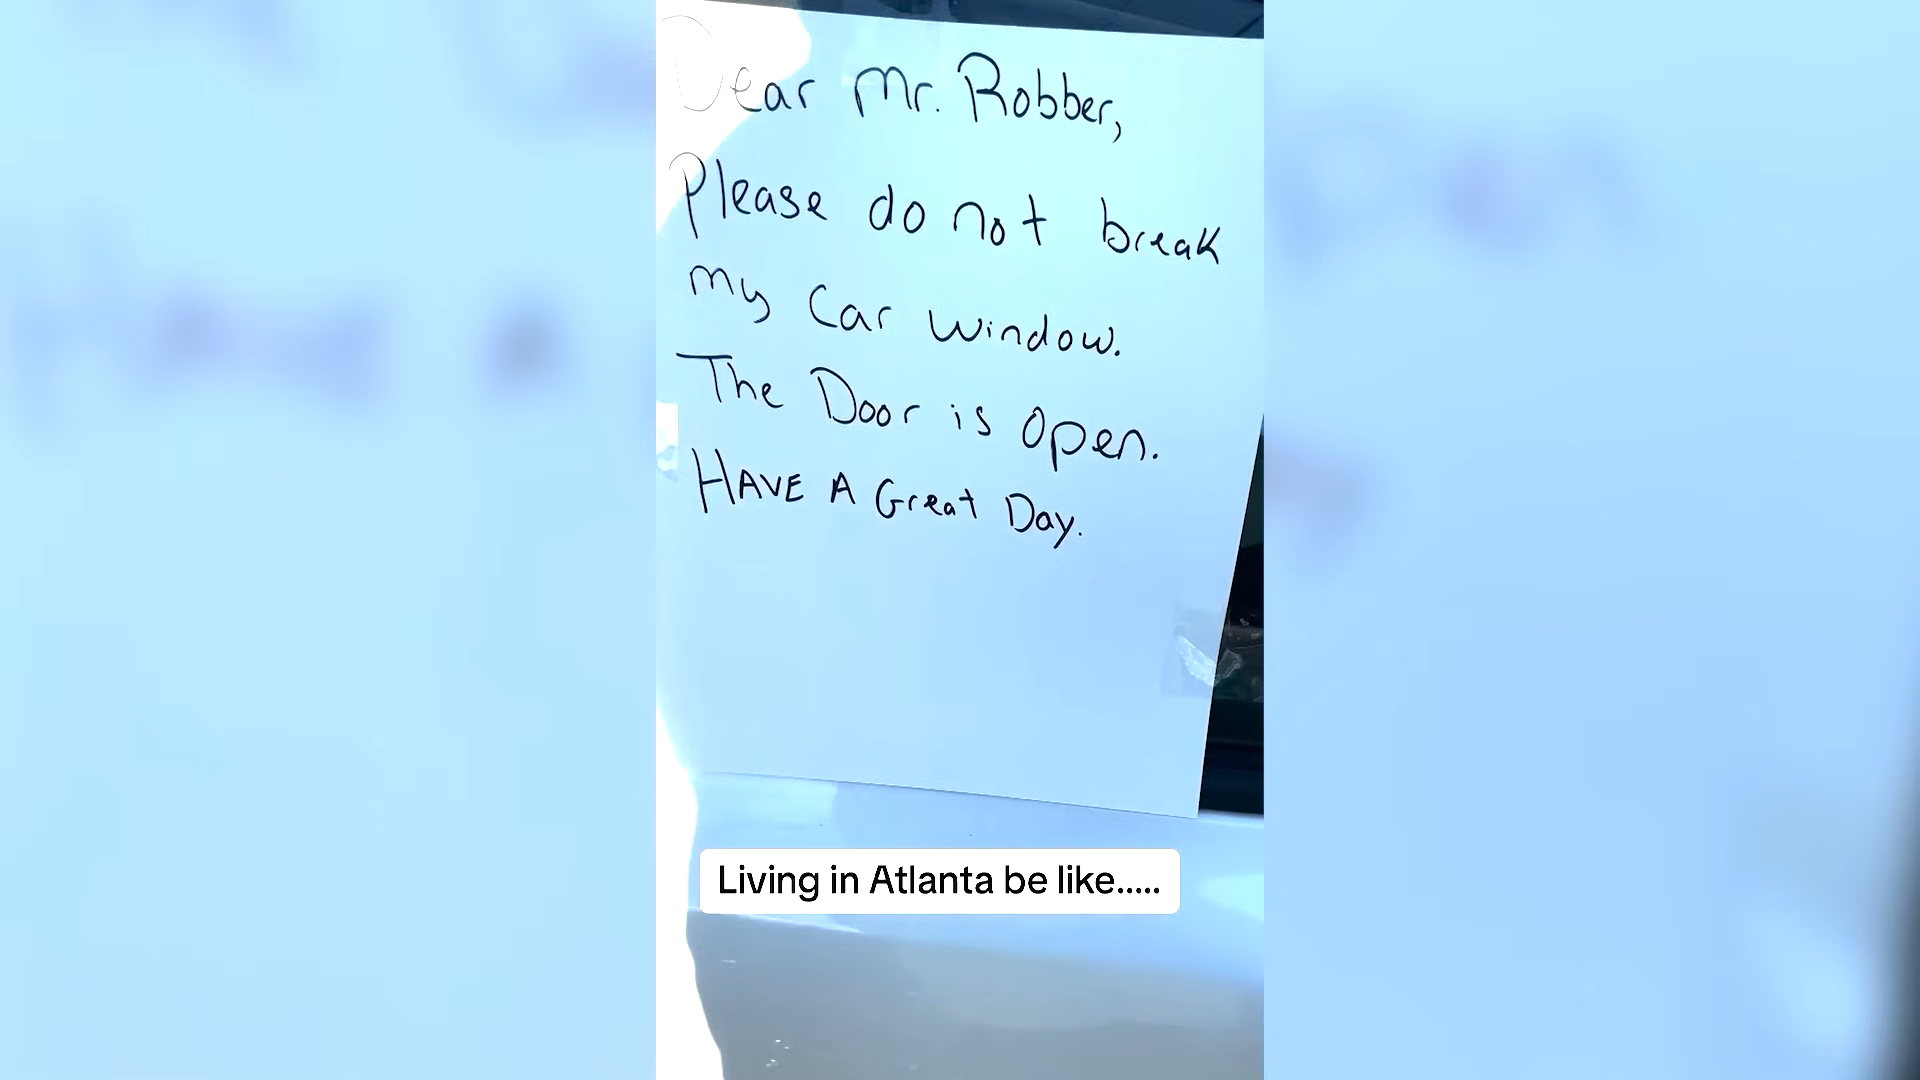 Dear Mr. Robber,
Please do not break
my Car window.
The Door is open.
HAVE A Great Day.
Living in Atlanta be like.....